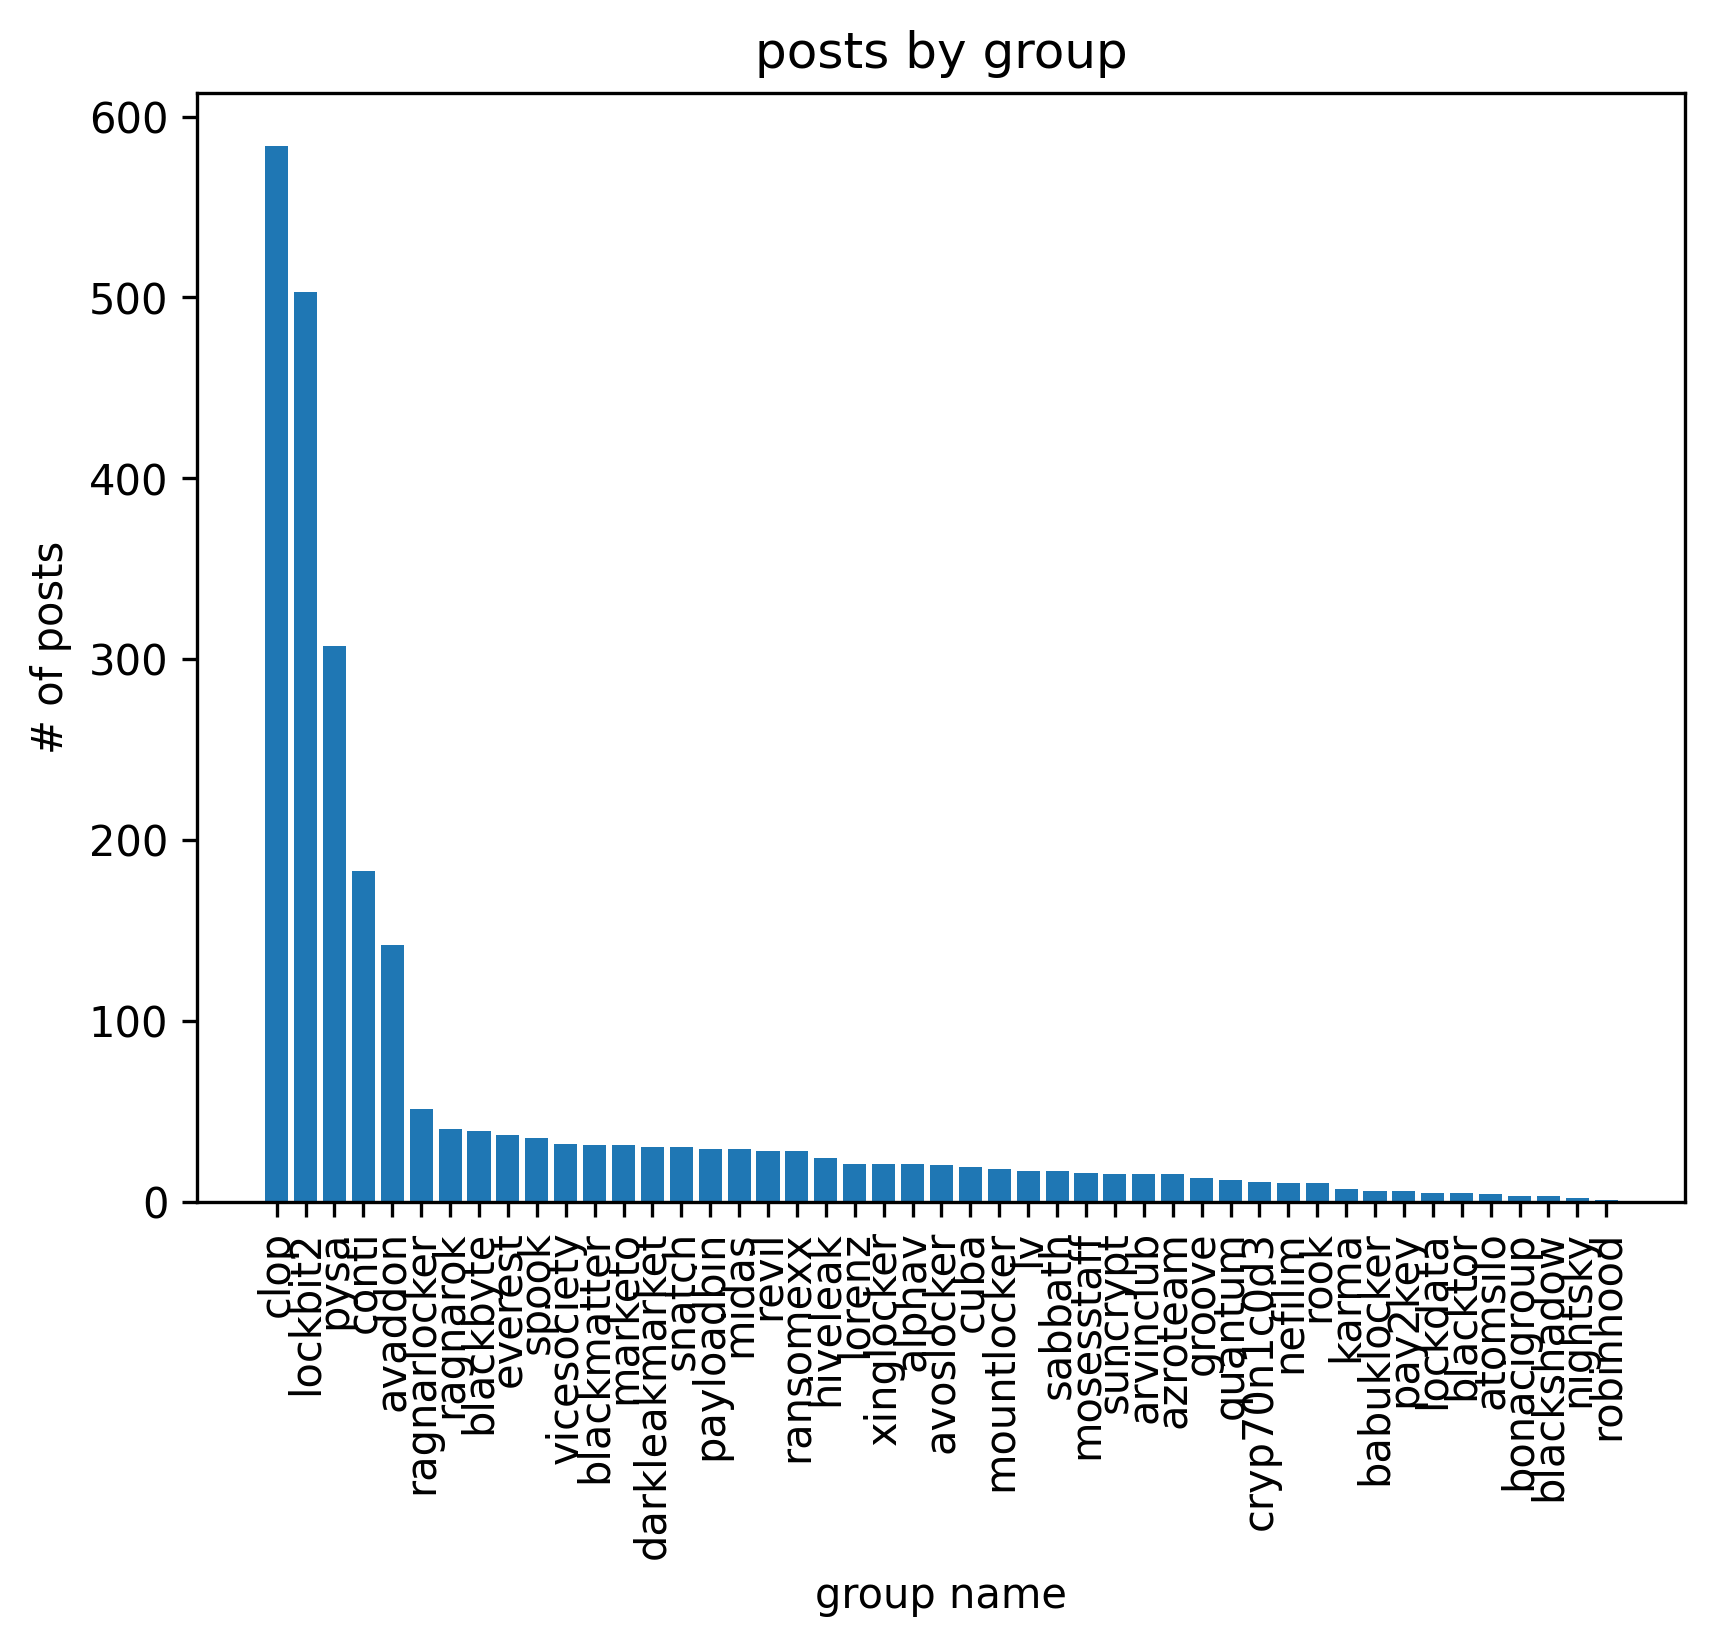 posts by group
# of posts
600
500
400
300
200
100
0
clop
lockbit2
pysa
conti
avaddon
ragnarlocker
ragnarok
blackbyte
everest
spook
vicesociety
blackmatter
marketo
darkleakmarket
snatch
payloadbin
midas
revil
ransomexx
hiveleak
lorenz
xinglocker
alphav
avoslocker
cuba
mountlocker
lv
sabbath
mosesstaff
suncrypt
arvinclub
azroteam
groove
quantum
cryp70n1c0d3
nefilim
rook
karma
babuklocker
pay2key
lockdata
blacktor
atomsilo
bonacigroup
blackshadow
nightsky
robinhood
group name